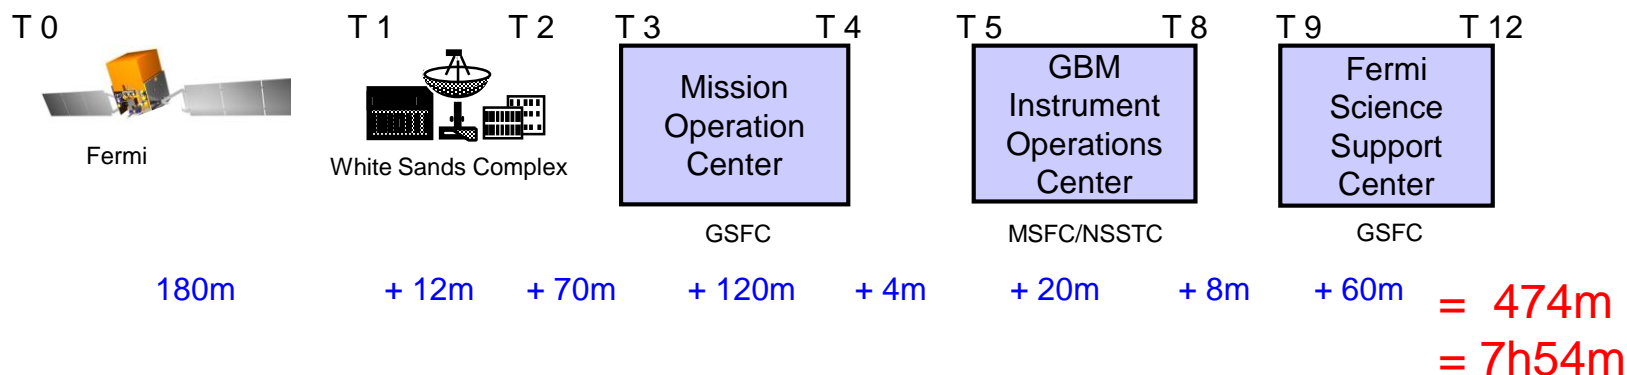 T 0 T 1 T 2 T 3 T 4 T 5 T 8 T 9 T 12
Fermi
White Sands Complex
Mission
Operation
Center
GSFC
GBM
Instrument
Operations
Center
MSFC/NSSTC
Fermi
Science
Support
Center
GSFC
180m + 12m + 70m + 120m + 4m + 20m + 8m + 60m = 474m
= 7h54m